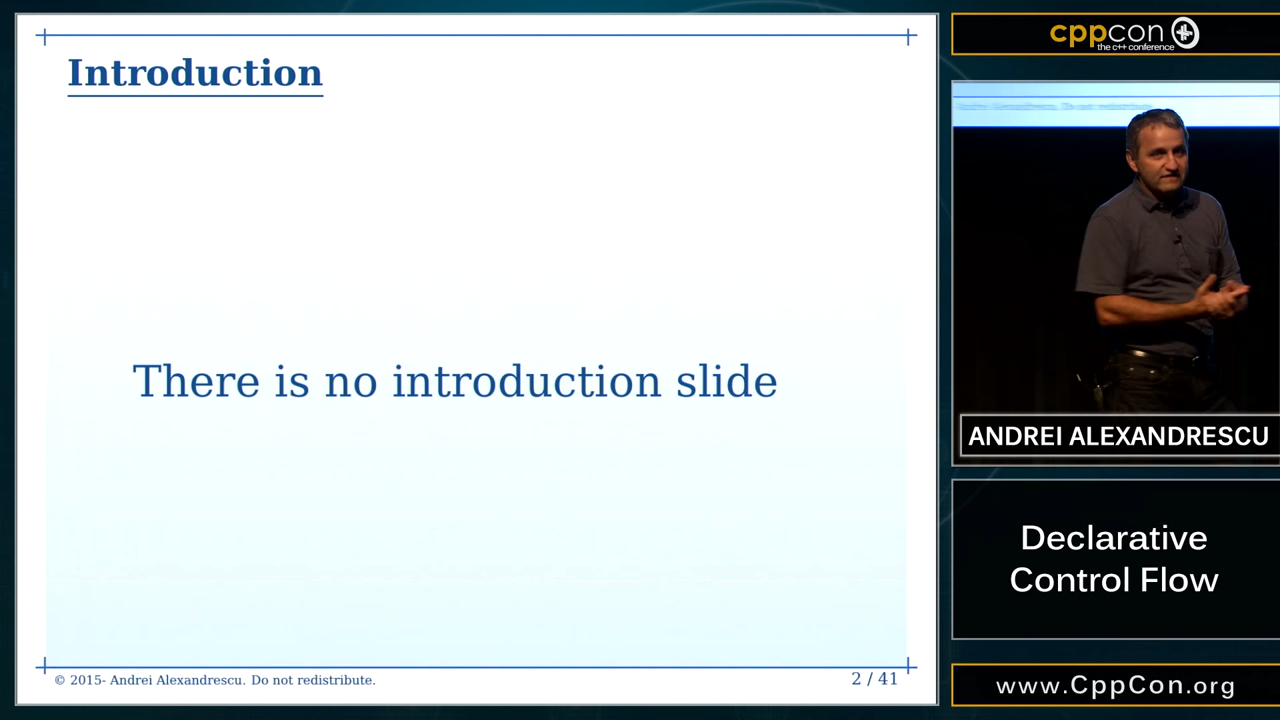 Introduction
There is no introduction slide
© 2015- Andrei Alexandrescu. Do not redistribute.
2 / 41
cppcon
the c++ conference
ANDREI ALEXANDRESCU
Declarative
Control Flow
www.CppCon.org